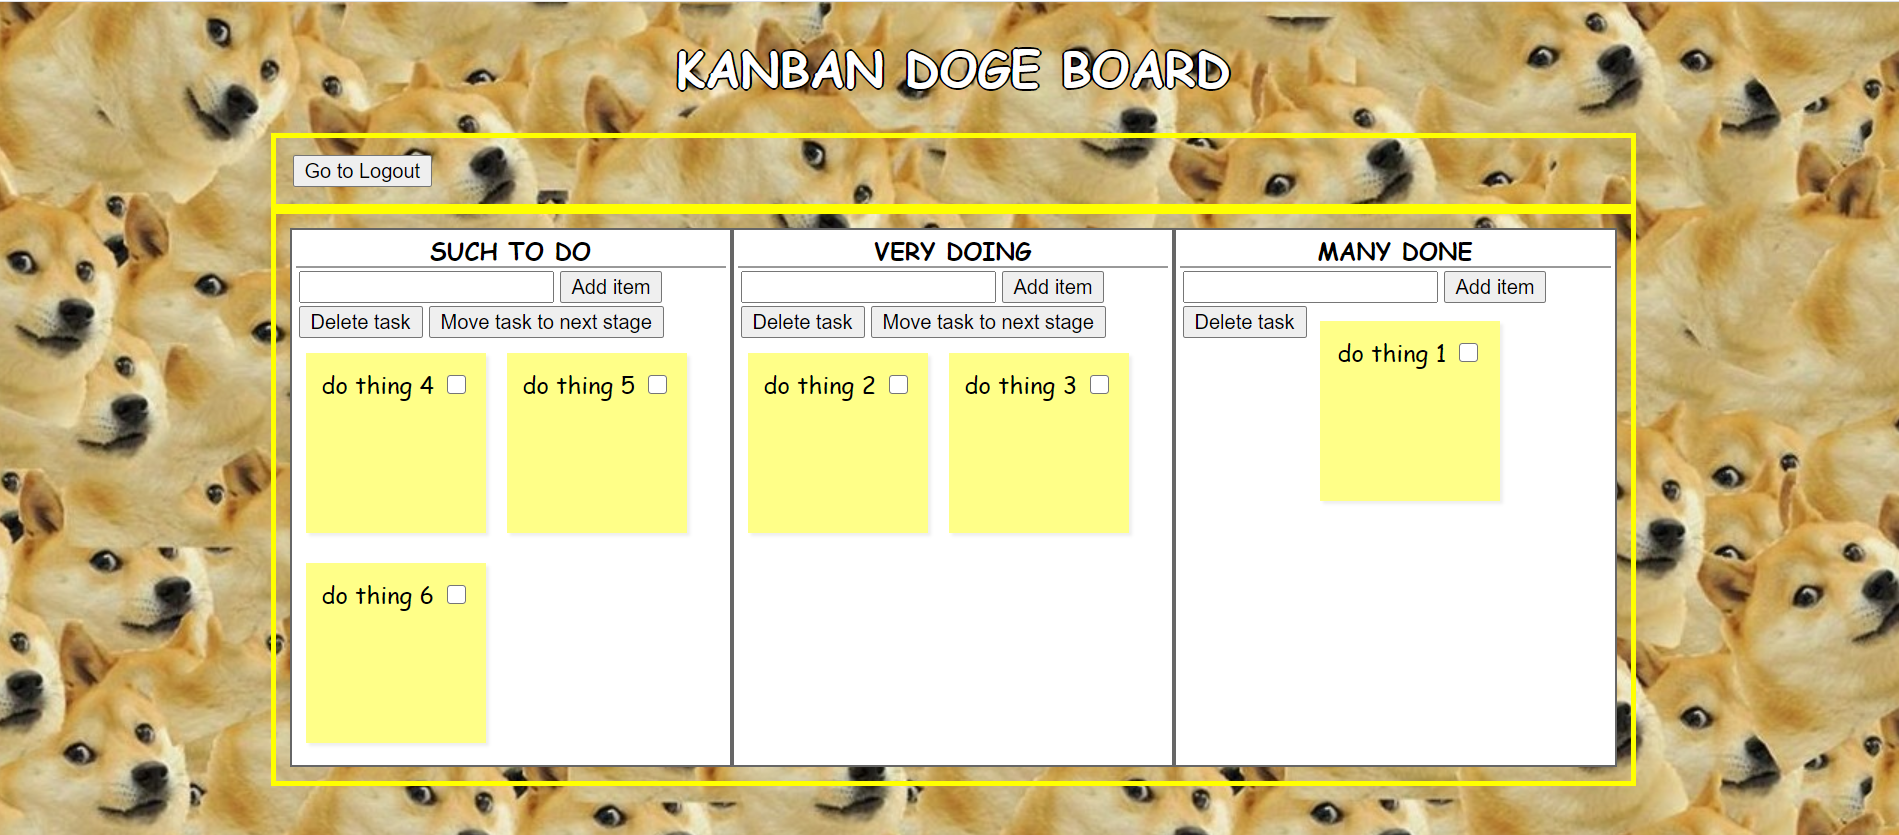 KANBAN DOGE BOARD
Go to Logout
SUCH TO DO
Add item
Delete task Move task to next stage
do thing 4
do thing 5
do thing 6
VERY DOING
Add item
Delete task Move task to next stage
do thing 2
do thing 3
MANY DONE
Add item
Delete task
do thing 1